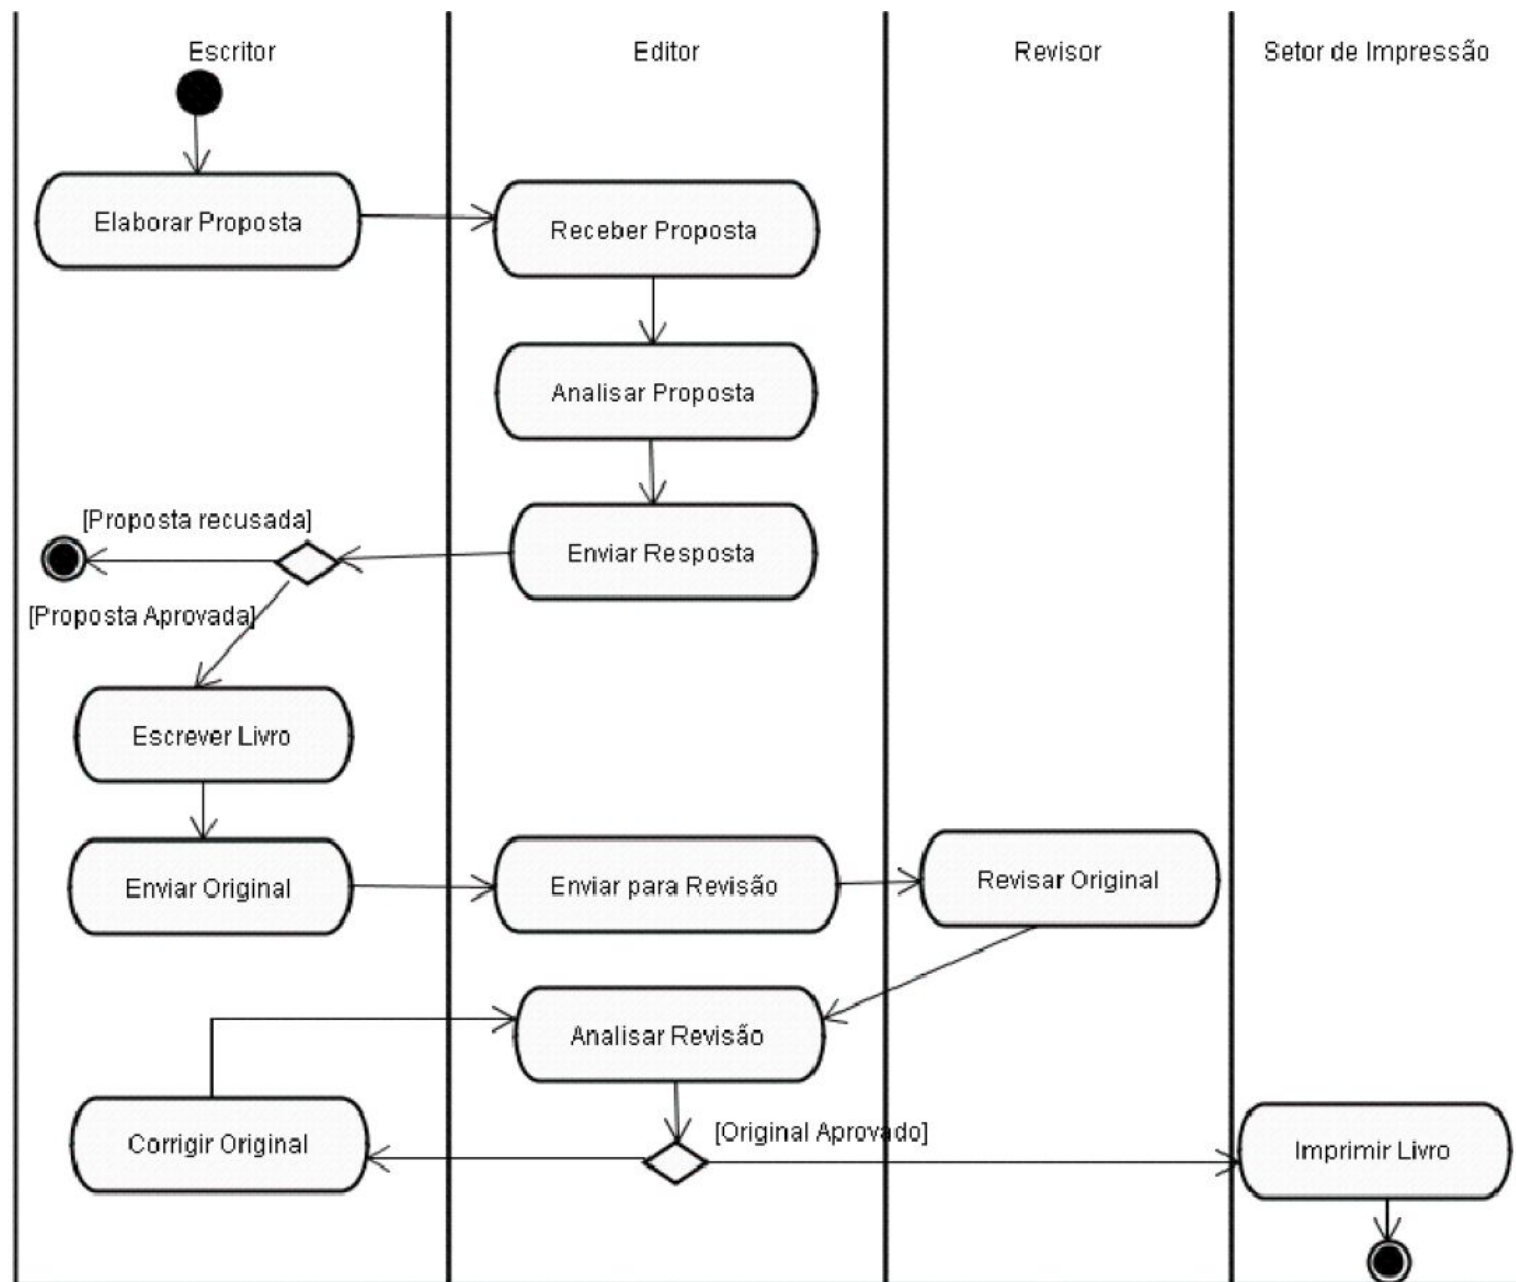 Escritor
Editor
Revisor
Setor de Impressão
Elaborar Proposta
Receber Proposta
Analisar Proposta
[Proposta recusada]
Enviar Resposta
[Proposta Aprovada]
Escrever Livro
Enviar Original
Enviar para Revisão
Revisar Original
Analisar Revisão
[Original Aprovado]
Corrigir Original
Imprimir Livro